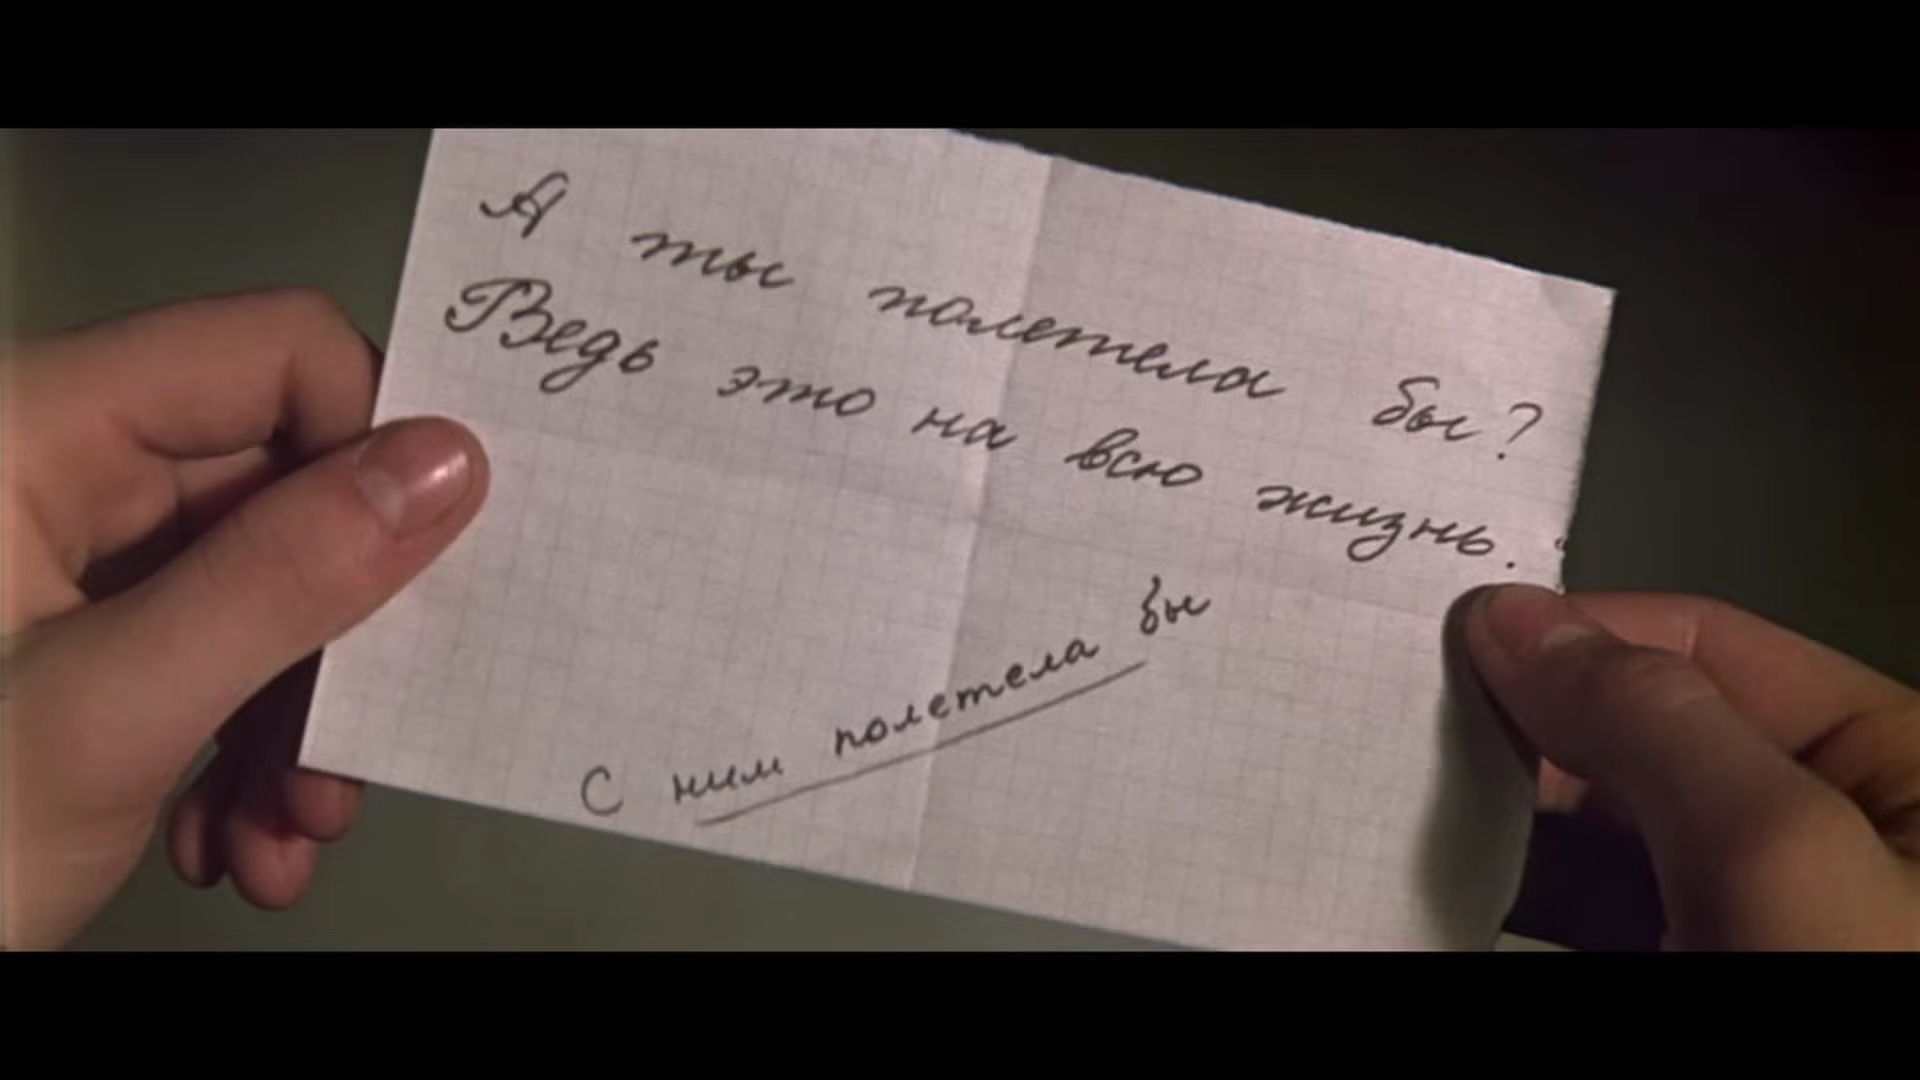 А ты полетела бы?
Ведь это на всю жизнь.
С ним полетела бы